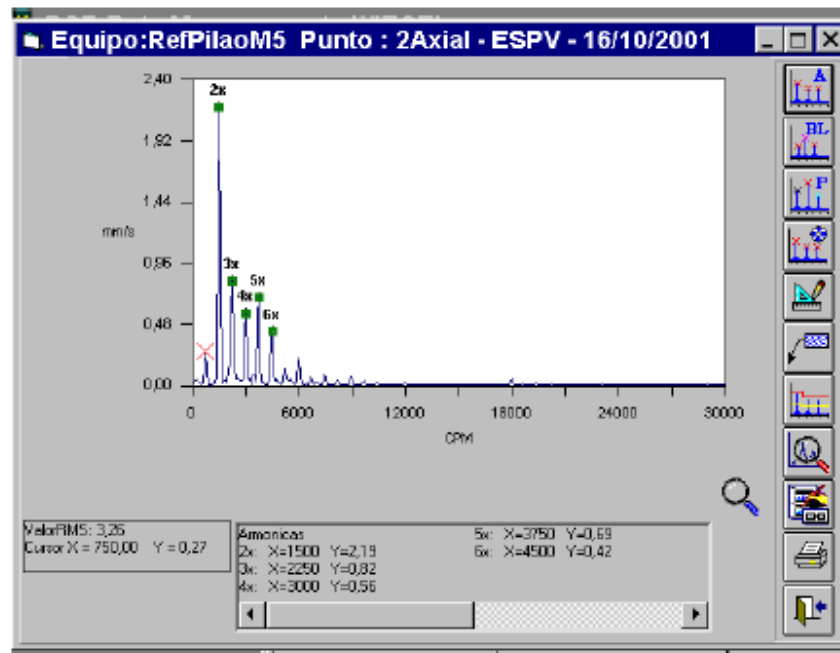 Equipo:RefPilaoM5 Punto : 2Axial - ESPV - 16/10/2001
2,40
2x
1,92
1,44
mm/s
0,96
3x
5x
4x
0,48
6x
0,00
0 6000 12000 18000 24000 30000
CPM
A
BL
P
ValorRMS: 3,26
Cursor X = 750,00 Y = 0,27
Armonicas
2x: X=1500 Y=2,19
3x: X=2250 Y=0,82
4x: X=3000 Y=0,56
5x: X=3750 Y=0,69
6x: X=4500 Y=0,42